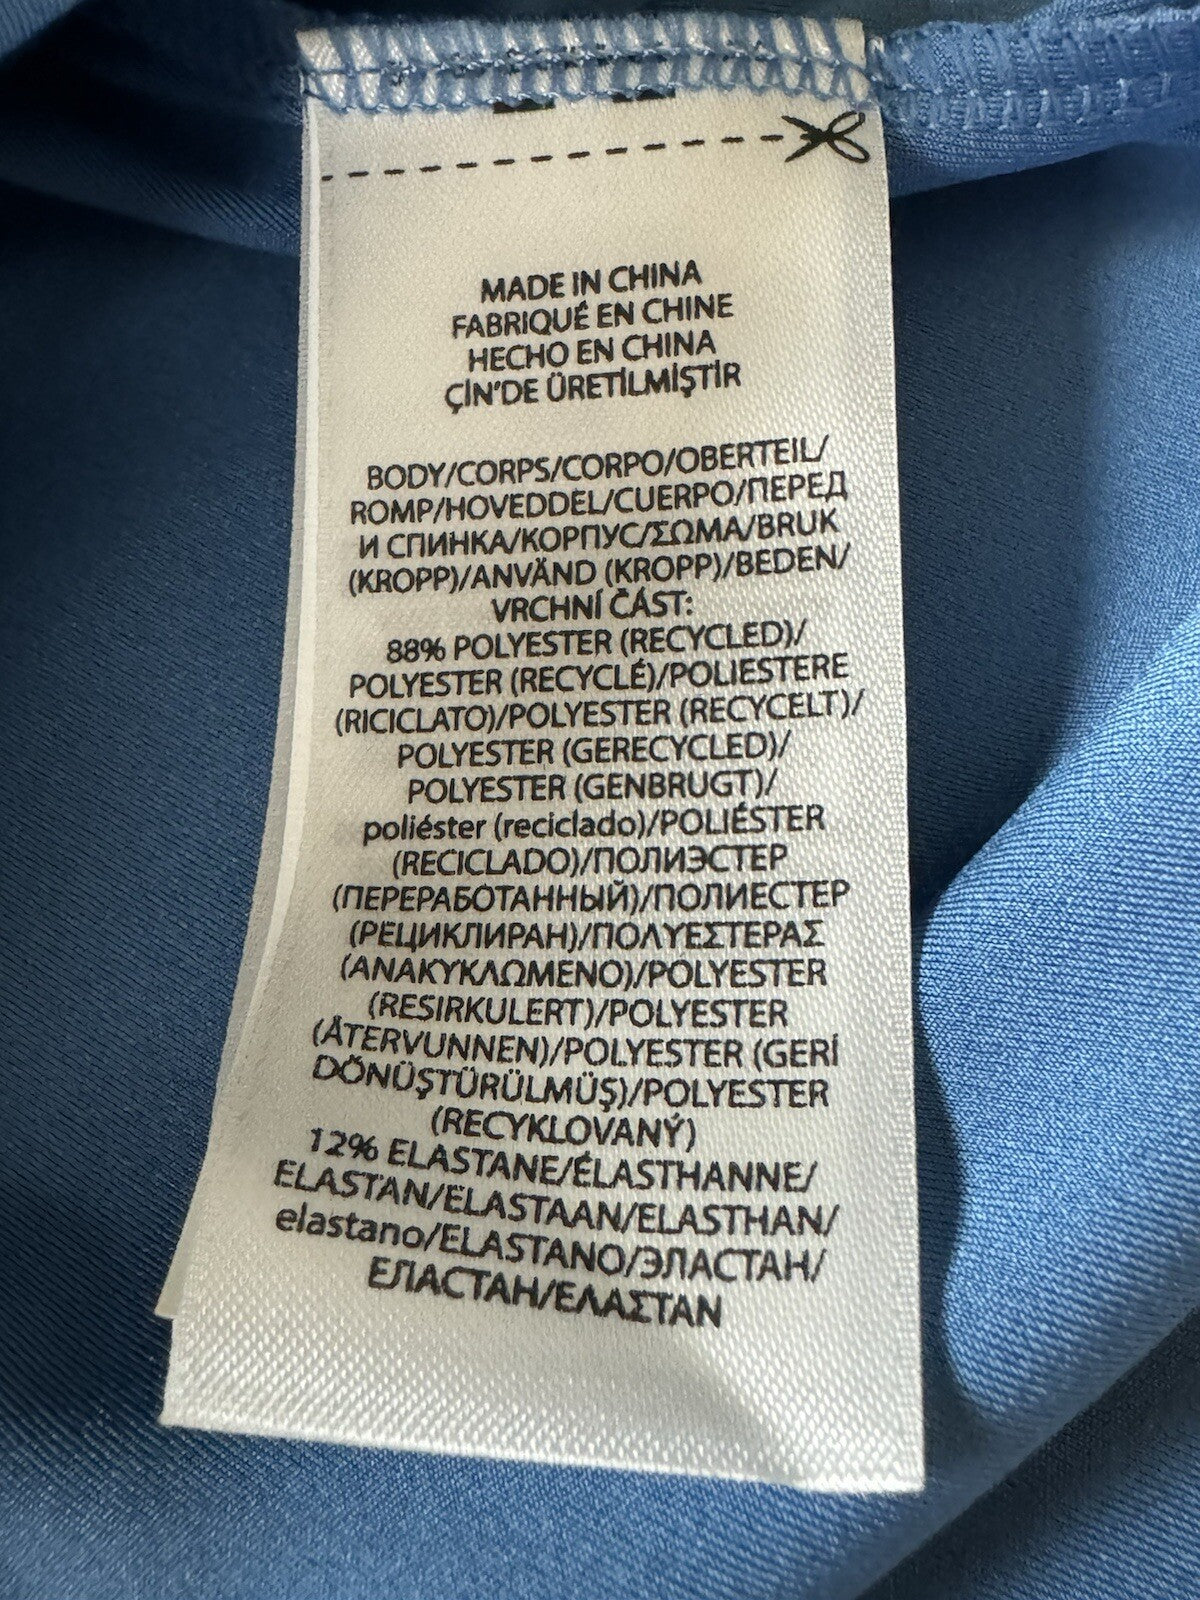 MADE IN CHINA
FABRIQUÉ EN CHINE
HECHO EN CHINA
ÇİN'DE ÜRETİLMİŞTİR
BODY/CORPS/CORPO/OBERTEIL/
ROMP/HOVEDDEL/CUERPO/ПЕРЕД
И СПИНКА/КОРПУС/ΣΩΜΑ/BRUK
(KROPP)/ANVÄND (KROPP)/BEDEN/
VRCHNÍ ČÁST:
88% POLYESTER (RECYCLED)/
POLYESTER (RECYCLÉ)/POLIESTERE
(RICICLATO)/POLYESTER (RECYCELT)/
POLYESTER (GERECYCLED)/
POLYESTER (GENBRUGT)/
poliéster (reciclado)/POLIÉSTER
(RECICLADO)/ПОЛИЭСТЕР
(ПЕРЕРАБОТАННЫЙ)/ПОЛИЕСТЕР
(РЕЦИКЛИРАН)/ΠΟΛΥΕΣΤΕΡΑΣ
(ΑΝΑΚΥΚΛΩΜΕΝΟ)/POLYESTER
(RESIRKULERT)/POLYESTER
(ÅTERVUNNEN)/POLYESTER (GERİ
DÖNÜŞTÜRÜLMÜŞ)/POLYESTER
(RECYKLOVANÝ)
12% ELASTANE/ÉLASTHANNE/
ELASTAN/ELASTAAN/ELASTHAN/
elastano/ELASTANO/ЭЛАСТАН/
ЕЛАСТАН/ΕΛΑΣΤΑΝ